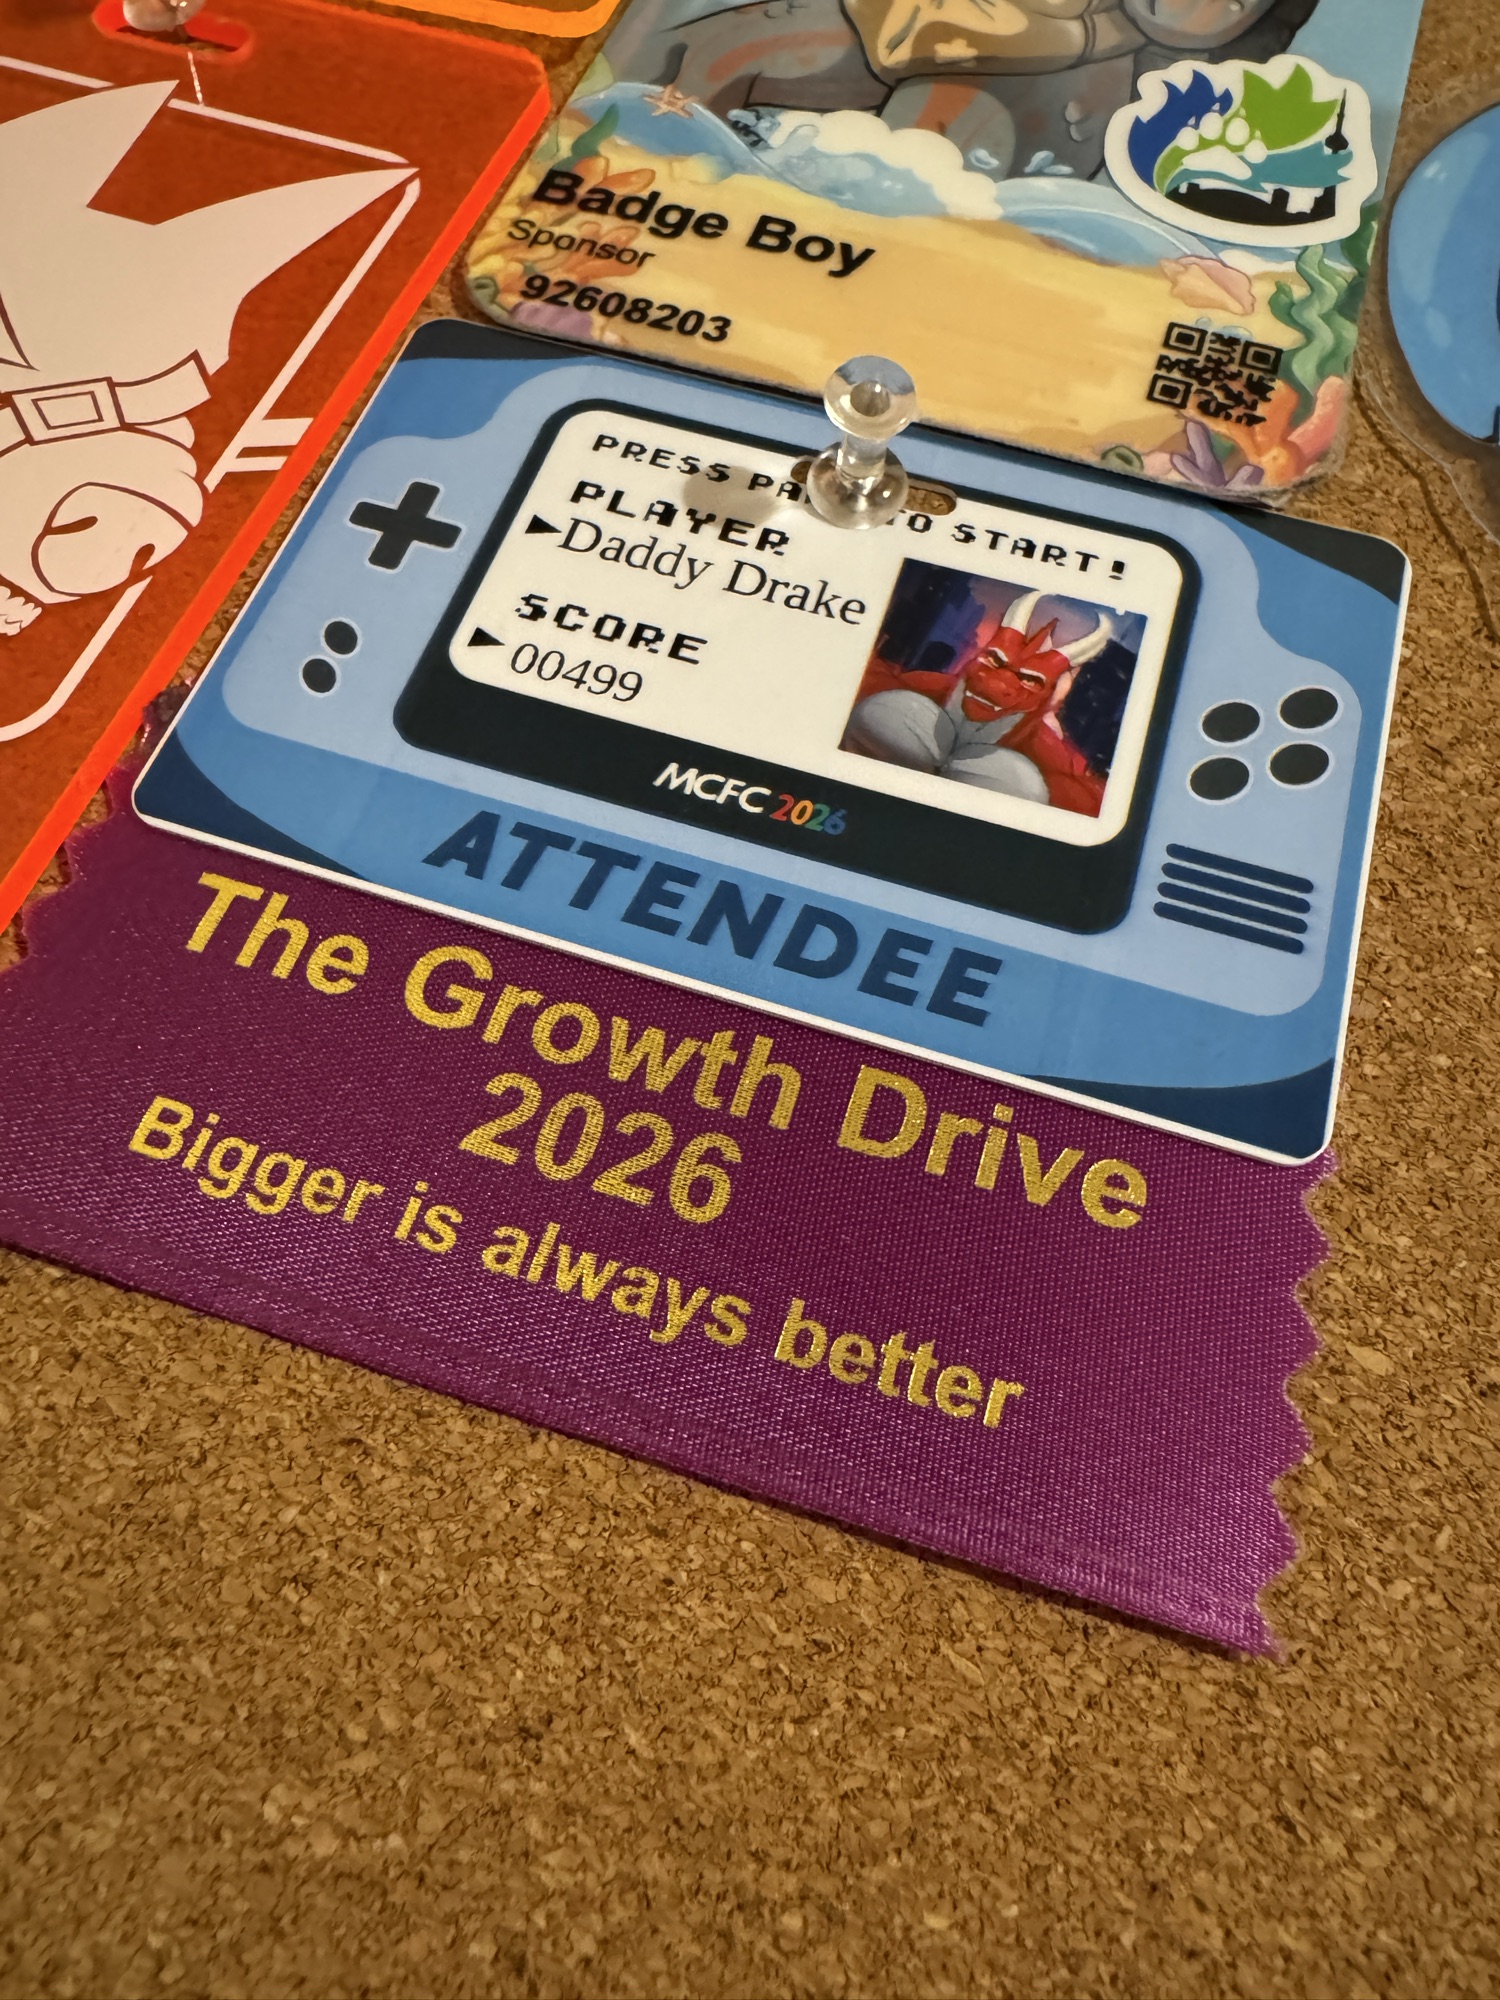 Badge Boy
Sponsor
92608203
PRESS PA TO START!
PLAYER
▶Daddy Drake
SCORE
▶00499
MCFC 2026
ATTENDEE
The Growth Drive
2026
Bigger is always better